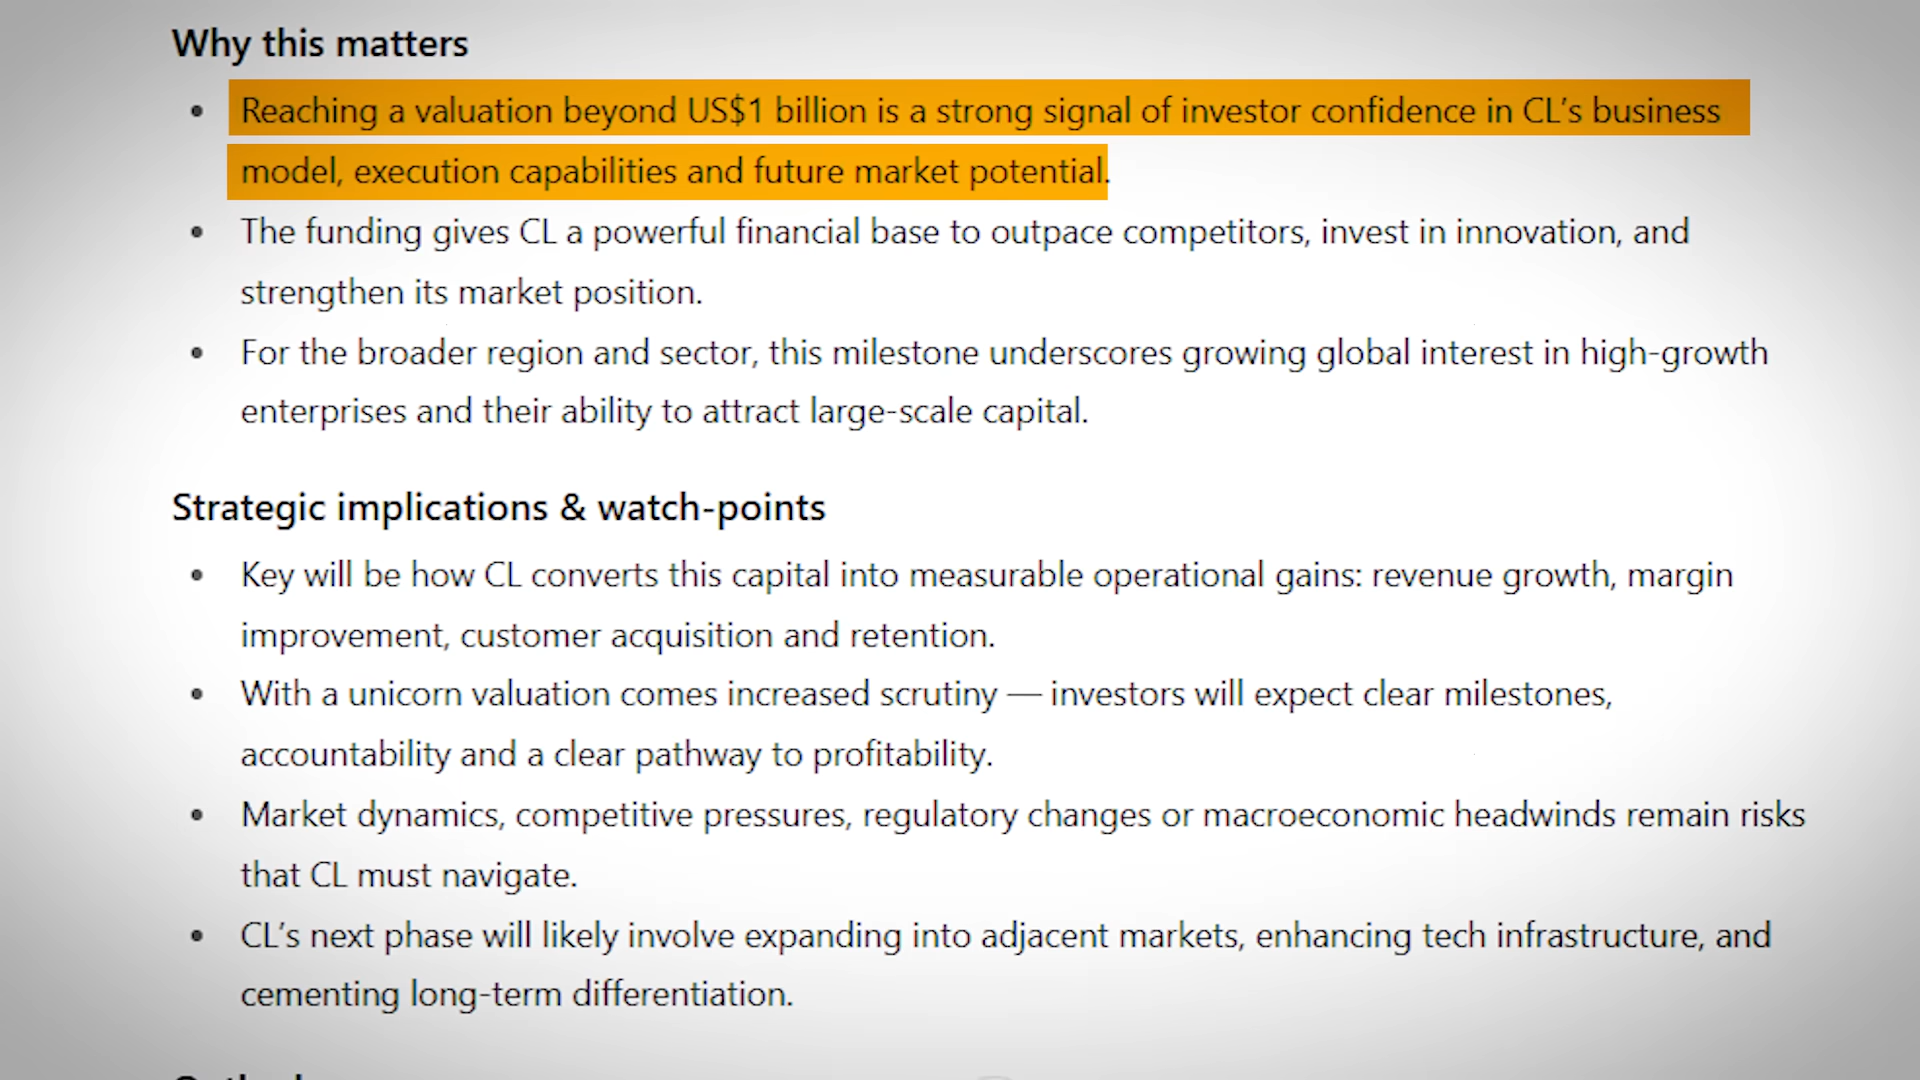 Why this matters
• Reaching a valuation beyond US$1 billion is a strong signal of investor confidence in CL’s business
model, execution capabilities and future market potential.
• The funding gives CL a powerful financial base to outpace competitors, invest in innovation, and
strengthen its market position.
• For the broader region and sector, this milestone underscores growing global interest in high-growth
enterprises and their ability to attract large-scale capital.
Strategic implications & watch-points
• Key will be how CL converts this capital into measurable operational gains: revenue growth, margin
improvement, customer acquisition and retention.
• With a unicorn valuation comes increased scrutiny — investors will expect clear milestones,
accountability and a clear pathway to profitability.
• Market dynamics, competitive pressures, regulatory changes or macroeconomic headwinds remain risks
that CL must navigate.
• CL’s next phase will likely involve expanding into adjacent markets, enhancing tech infrastructure, and
cementing long-term differentiation.